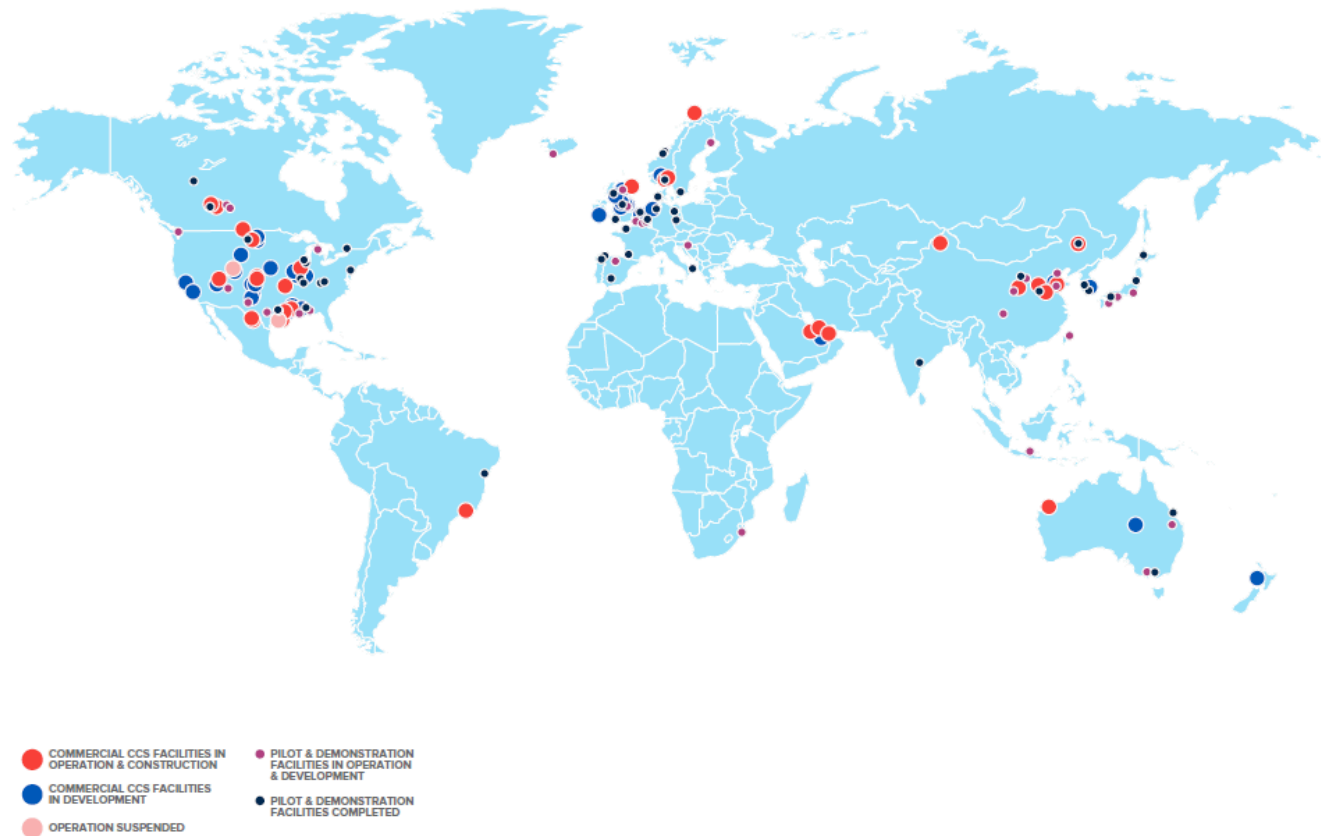 COMMERCIAL CCS FACILITIES IN
OPERATION & CONSTRUCTION
COMMERCIAL CCS FACILITIES
IN DEVELOPMENT
OPERATION SUSPENDED
PILOT & DEMONSTRATION
FACILITIES IN OPERATION
& DEVELOPMENT
PILOT & DEMONSTRATION
FACILITIES COMPLETED